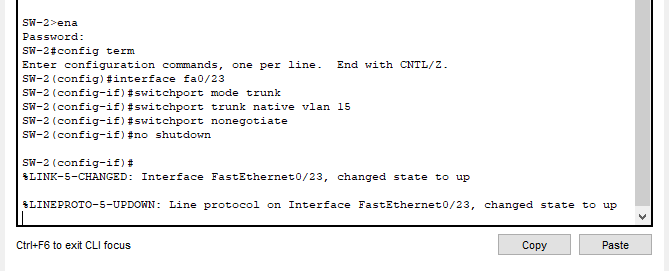 SW-2>ena
Password:
SW-2#config term
Enter configuration commands, one per line.  End with CNTL/Z.
SW-2(config)#interface fa0/23
SW-2(config-if)#switchport mode trunk
SW-2(config-if)#switchport trunk native vlan 15
SW-2(config-if)#switchport nonegotiate
SW-2(config-if)#no shutdown
SW-2(config-if)#
%LINK-5-CHANGED: Interface FastEthernet0/23, changed state to up
%LINEPROTO-5-UPDOWN: Line protocol on Interface FastEthernet0/23, changed state to up
Ctrl+F6 to exit CLI focus
Copy
Paste